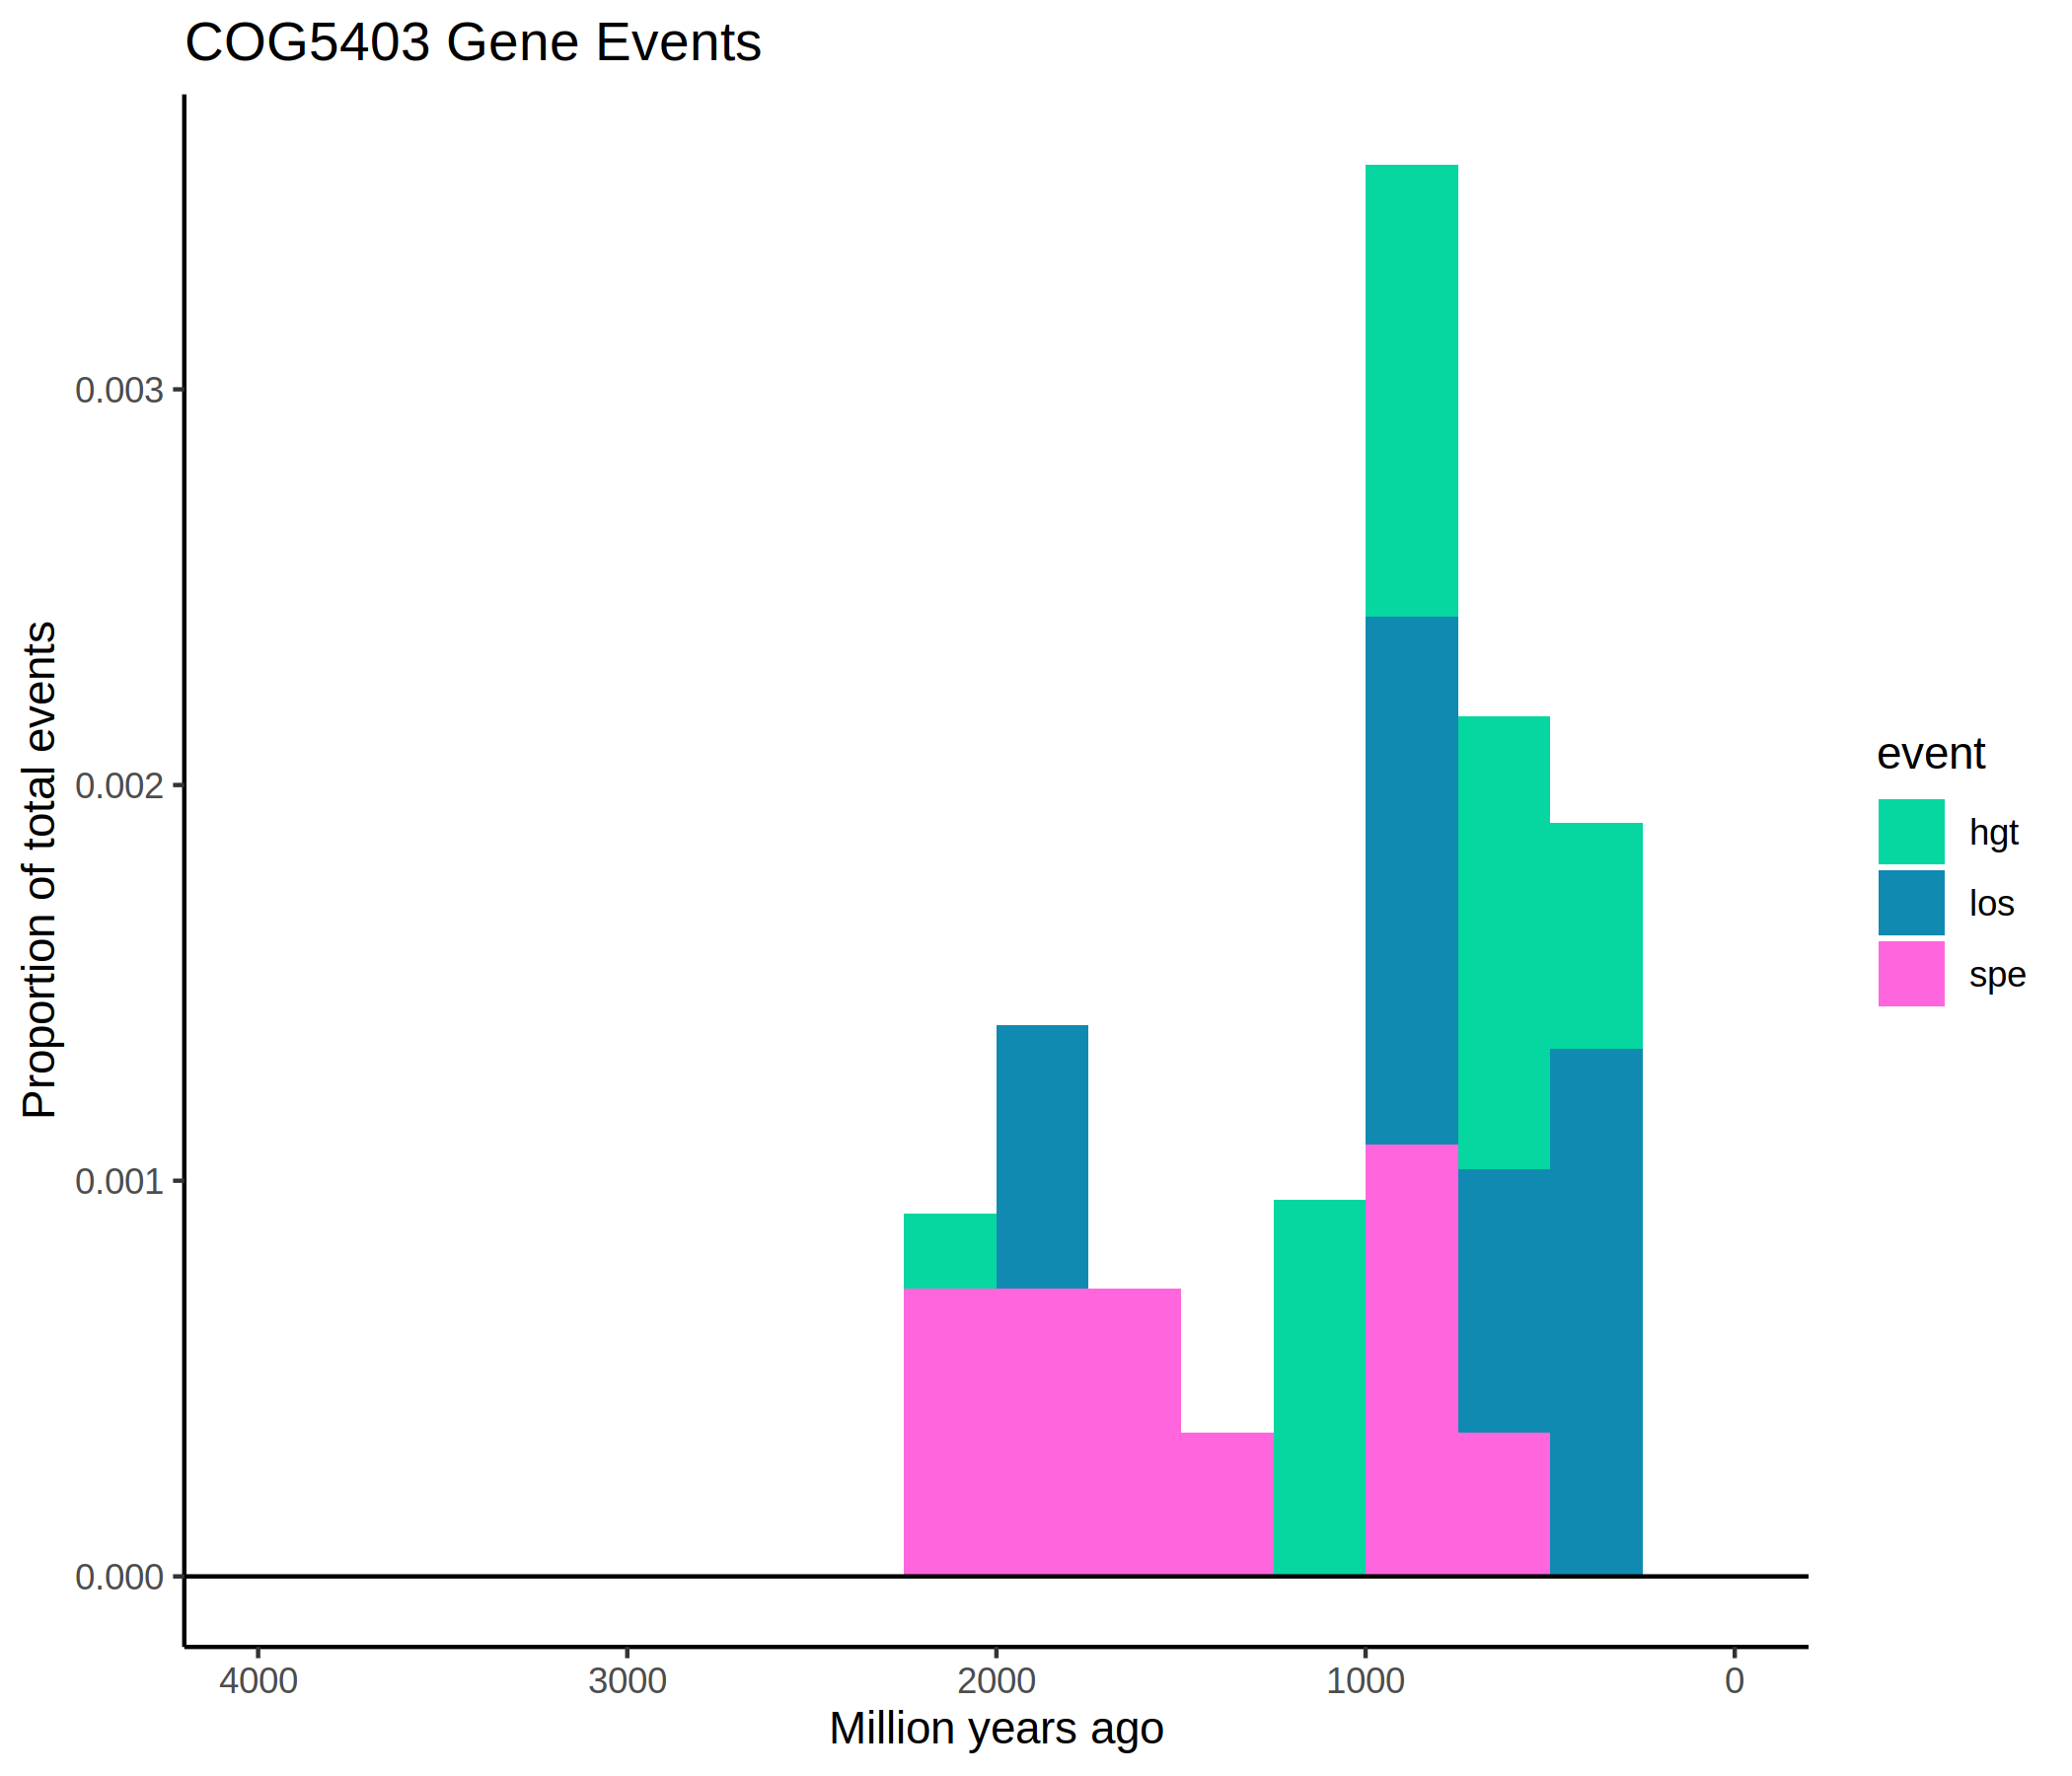 COG5403 Gene Events
Proportion of total events
0.003
0.002
0.001
0.000
4000 3000 2000 1000 0
Million years ago
event
hgt
los
spe